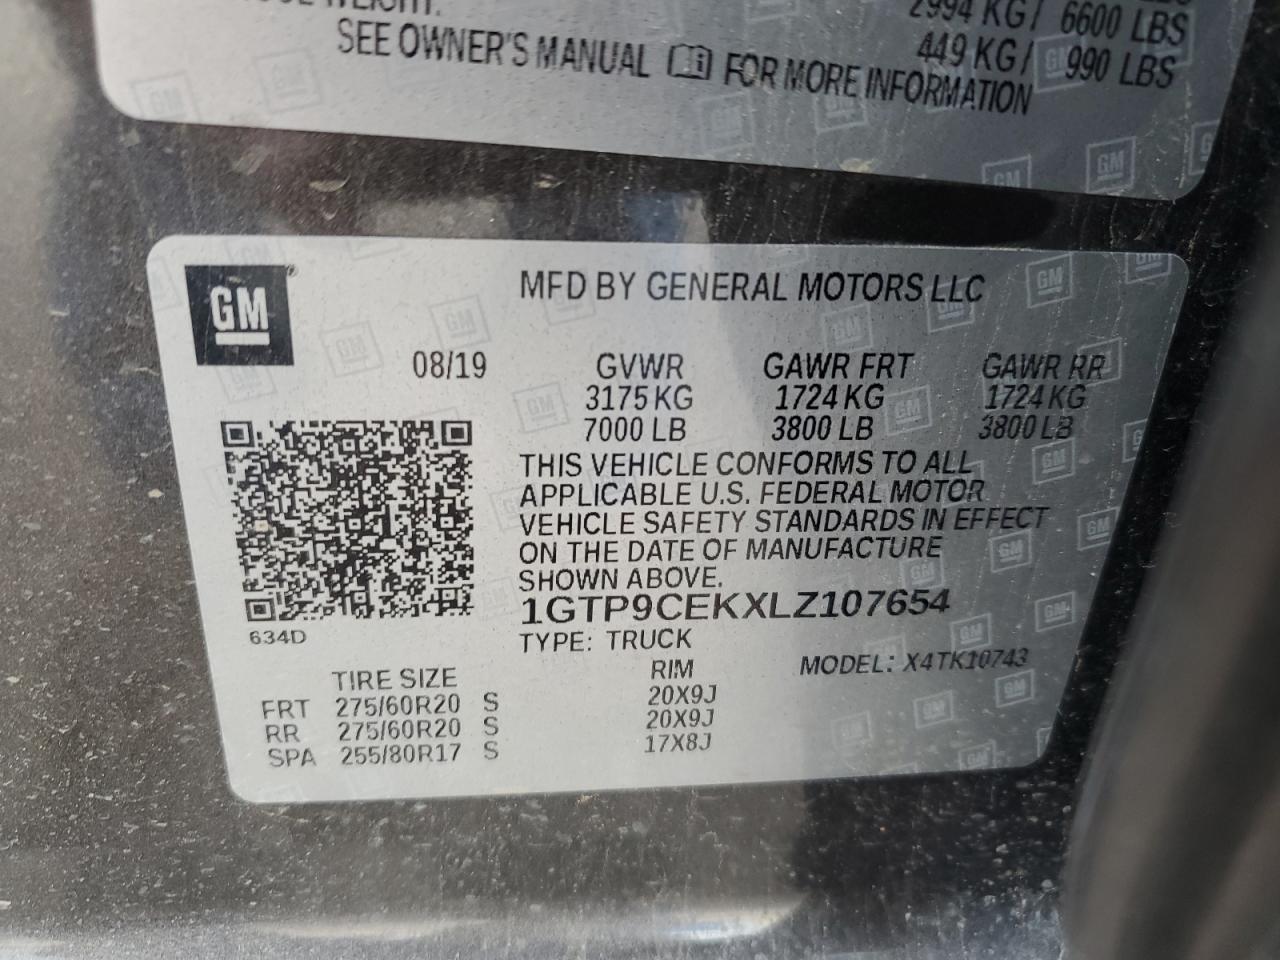 2994 KG / 6600 LBS
449 KG / 990 LBS
SEE OWNER'S MANUAL FOR MORE INFORMATION
GM
MFD BY GENERAL MOTORS LLC
08/19 GVWR GAWR FRT GAWR RR
3175 KG 1724 KG 1724 KG
7000 LB 3800 LB 3800 LB
THIS VEHICLE CONFORMS TO ALL
APPLICABLE U.S. FEDERAL MOTOR
VEHICLE SAFETY STANDARDS IN EFFECT
ON THE DATE OF MANUFACTURE
SHOWN ABOVE.
1GTP9CEKXLZ107654
634D
TYPE: TRUCK
MODEL: X4TK10743
TIRE SIZE RIM
FRT 275/60R20 S 20X9J
RR 275/60R20 S 20X9J
SPA 255/80R17 S 17X8J